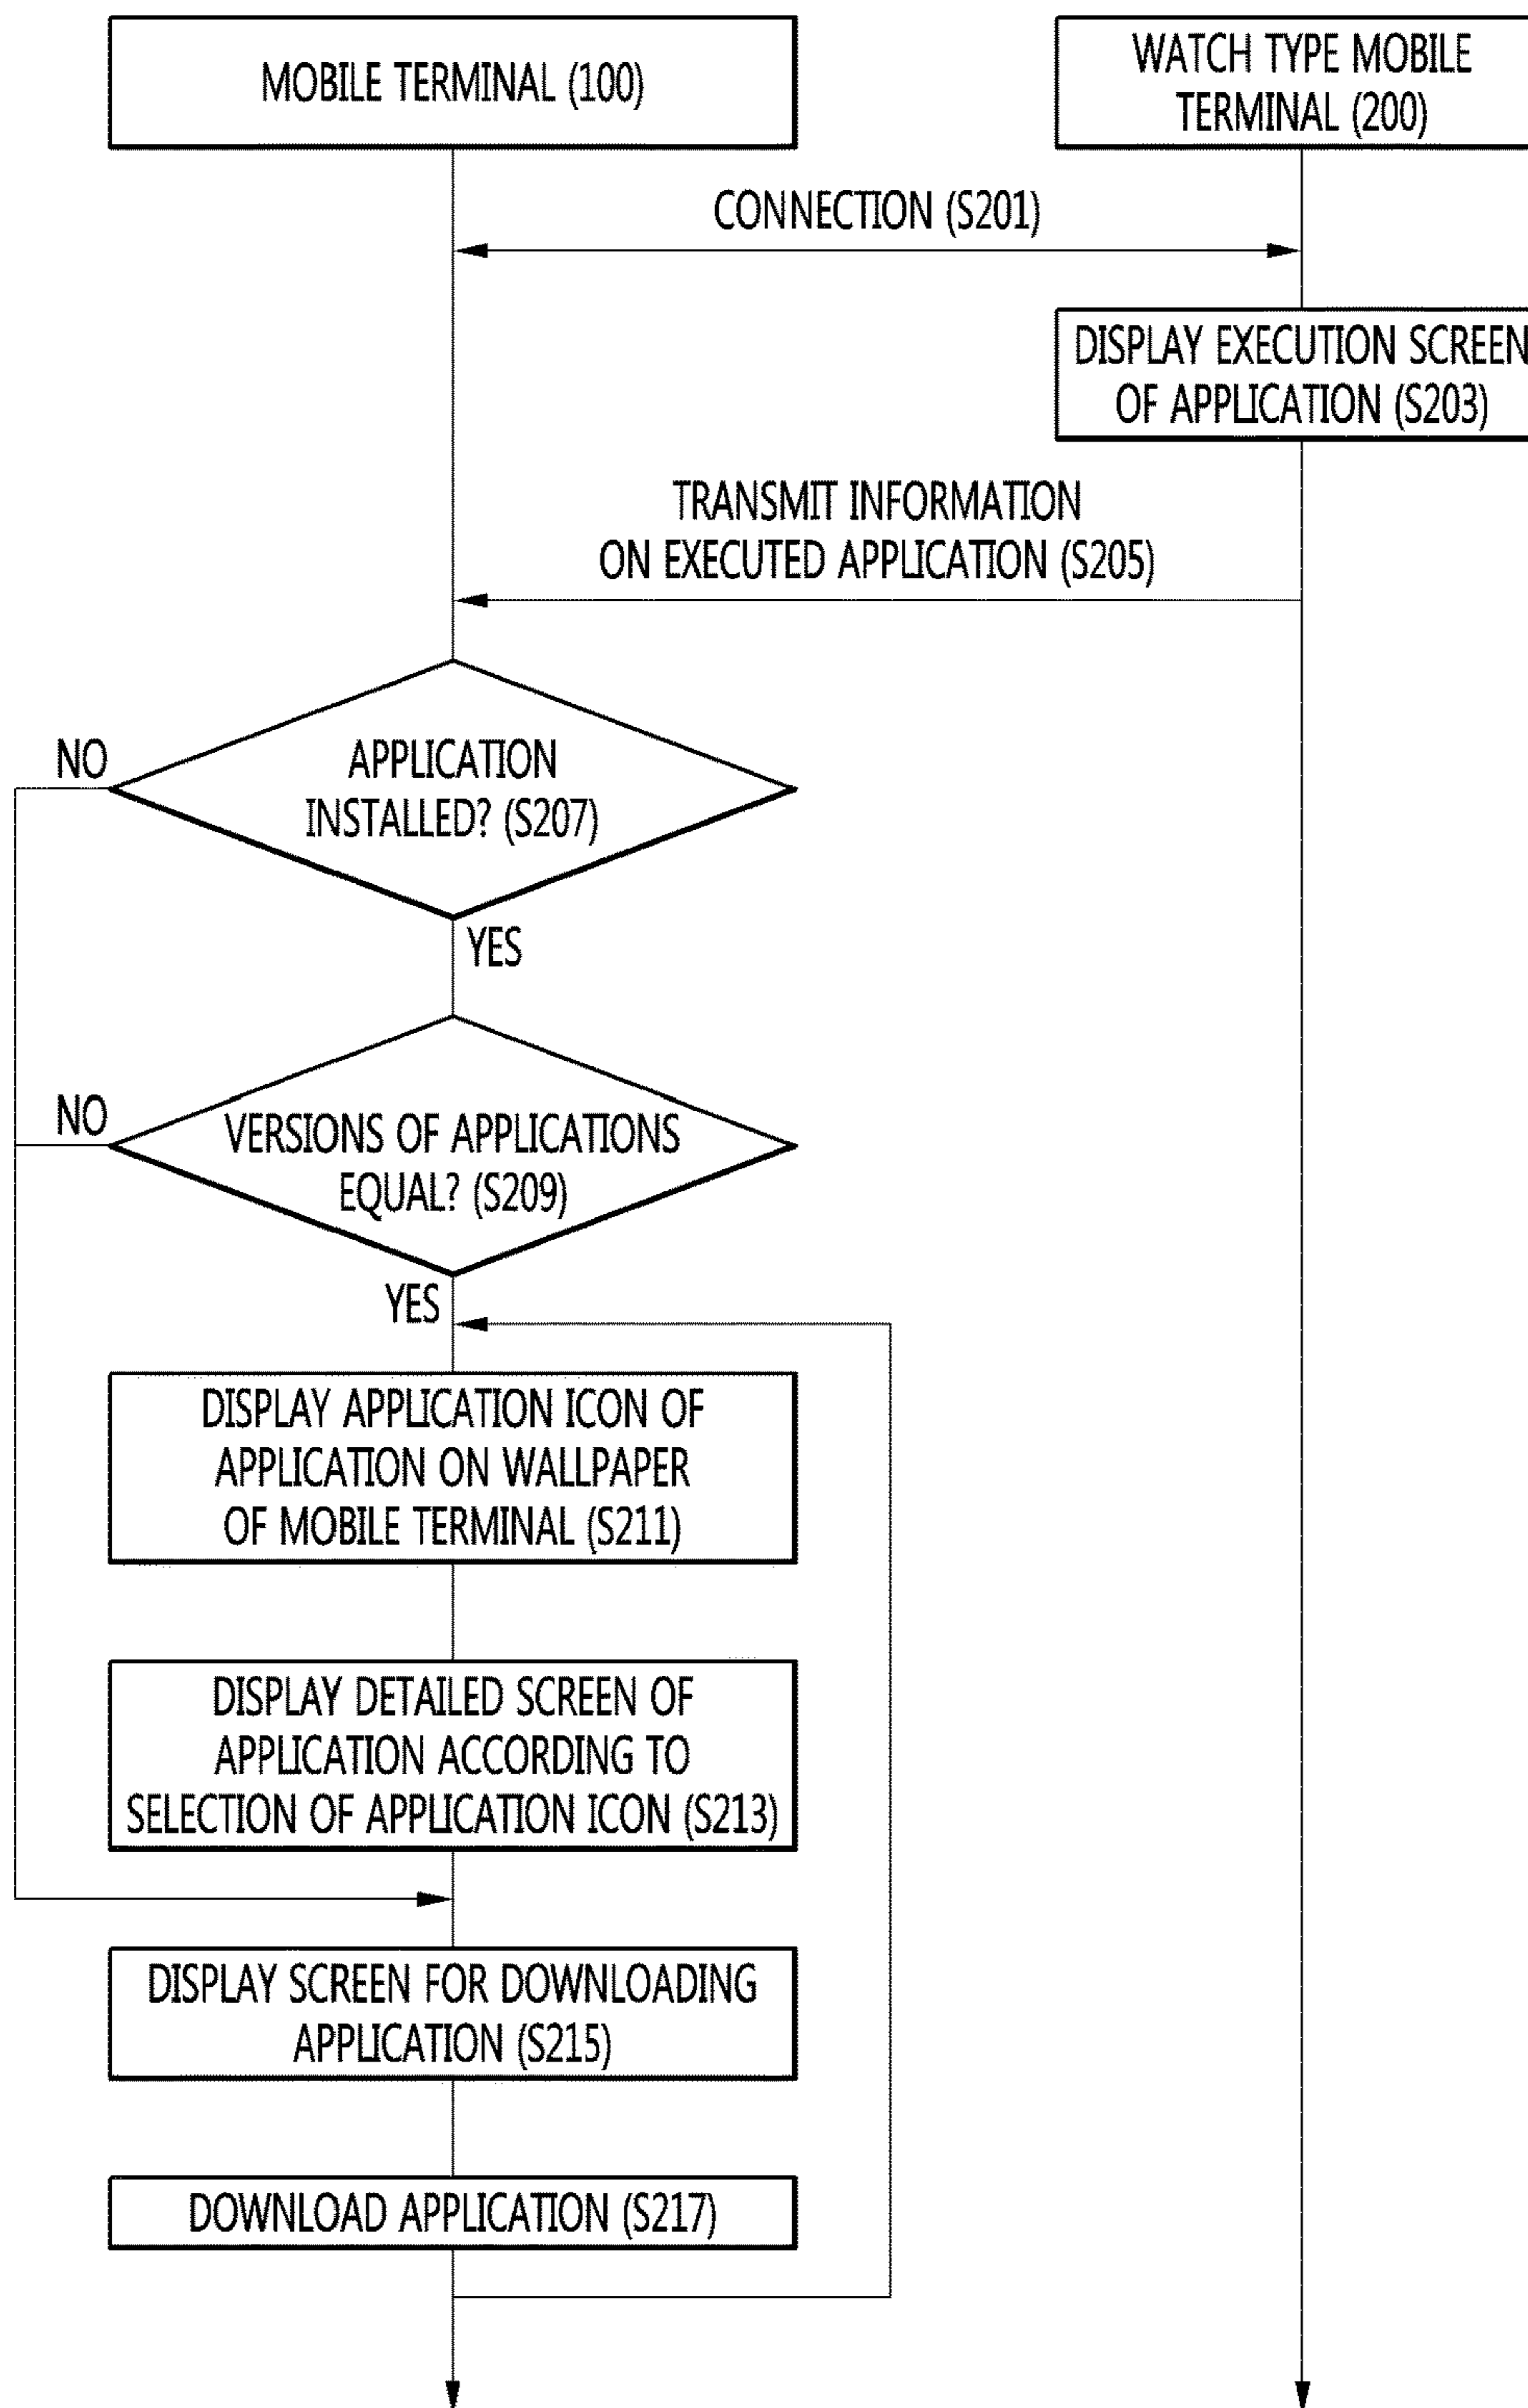 MOBILE TERMINAL (100)
WATCH TYPE MOBILE
TERMINAL (200)
CONNECTION (S201)
DISPLAY EXECUTION SCREEN
OF APPLICATION (S203)
TRANSMIT INFORMATION
ON EXECUTED APPLICATION (S205)
NO
APPLICATION
INSTALLED? (S207)
YES
NO
VERSIONS OF APPLICATIONS
EQUAL? (S209)
YES
DISPLAY APPLICATION ICON OF
APPLICATION ON WALLPAPER
OF MOBILE TERMINAL (S211)
DISPLAY DETAILED SCREEN OF
APPLICATION ACCORDING TO
SELECTION OF APPLICATION ICON (S213)
DISPLAY SCREEN FOR DOWNLOADING
APPLICATION (S215)
DOWNLOAD APPLICATION (S217)